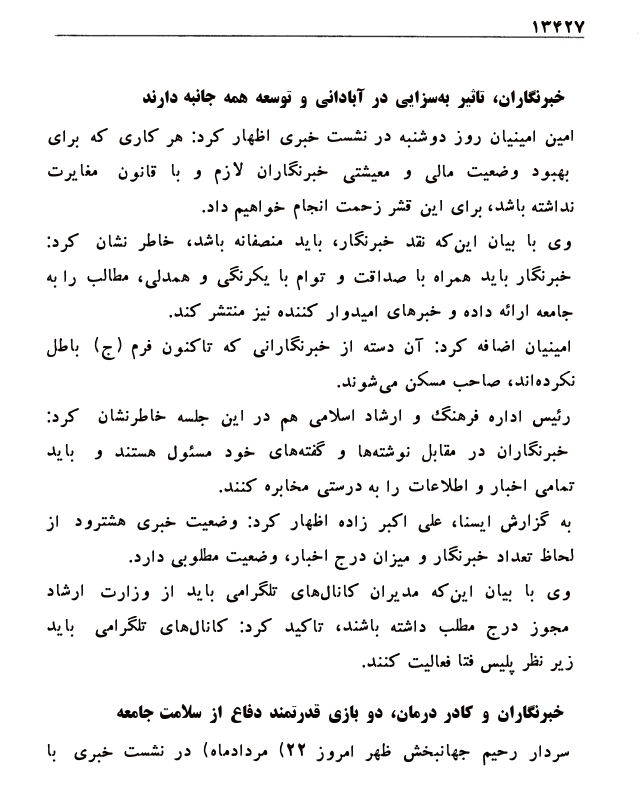 ۱۳۴۲۷
خبرنگاران، تاثیر به‌سزایی در آبادانی و توسعه همه جانبه دارند
امین امینیان روز دوشنبه در نشست خبری اظهار کرد: هر کاری که برای
بهبود وضعیت مالی و معیشتی خبرنگاران لازم و با قانون مغایرت
نداشته باشد، برای این قشر زحمت انجام خواهیم داد.
وی با بیان این‌که نقد خبرنگار، باید منصفانه باشد، خاطر نشان کرد:
خبرنگار باید همراه با صداقت و توام با یکرنگی و همدلی، مطالب را به
جامعه ارائه داده و خبرهای امیدوار کننده نیز منتشر کند.
امینیان اضافه کرد: آن دسته از خبرنگارانی که تاکنون فرم (ج) باطل
نکرده‌اند، صاحب مسکن می‌شوند.
رئیس اداره فرهنگ و ارشاد اسلامی هم در این جلسه خاطرنشان کرد:
خبرنگاران در مقابل نوشته‌ها و گفته‌های خود مسئول هستند و باید
تمامی اخبار و اطلاعات را به درستی مخابره کنند.
به گزارش ایسنا، علی اکبر زاده اظهار کرد: وضعیت خبری هشترود از
لحاظ تعداد خبرنگار و میزان درج اخبار، وضعیت مطلوبی دارد.
وی با بیان این‌که مدیران کانال‌های تلگرامی باید از وزارت ارشاد
مجوز درج مطلب داشته باشند، تاکید کرد: کانال‌های تلگرامی باید
زیر نظر پلیس فتا فعالیت کنند.
خبرنگاران و کادر درمان، دو بازی قدرتمند دفاع از سلامت جامعه
سردار رحیم جهانبخش ظهر امروز ۲۲) مردادماه) در نشست خبری با